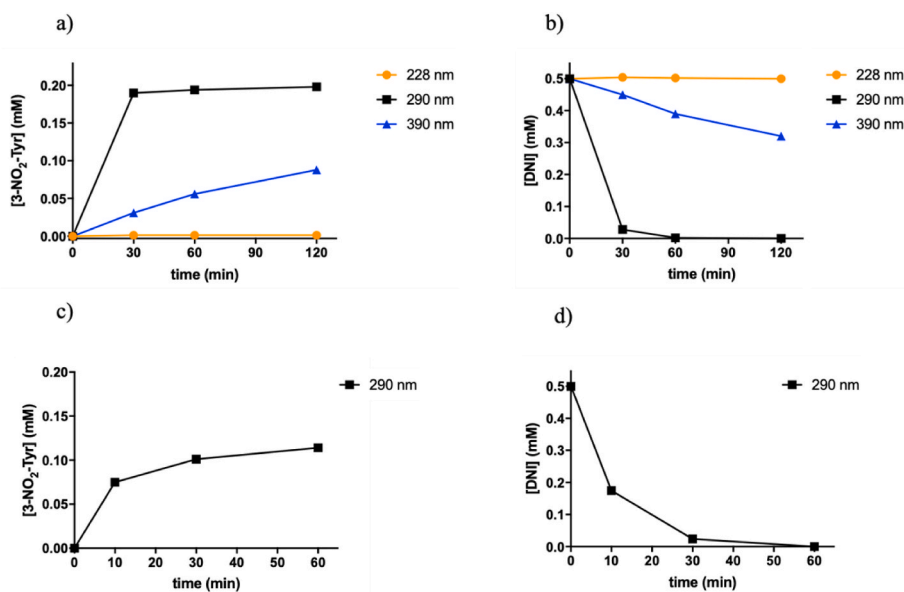 a)
[3-NO₂-Tyr] (mM)
0.20
0.15
0.10
0.05
0.00
0 30 60 90 120
time (min)
228 nm
290 nm
390 nm
b)
[DNI] (mM)
0.5
0.4
0.3
0.2
0.1
0.0
0 30 60 90 120
time (min)
228 nm
290 nm
390 nm
c)
[3-NO₂-Tyr] (mM)
0.20
0.15
0.10
0.05
0.00
0 10 20 30 40 50 60
time (min)
290 nm
d)
[DNI] (mM)
0.5
0.4
0.3
0.2
0.1
0.0
0 10 20 30 40 50 60
time (min)
290 nm